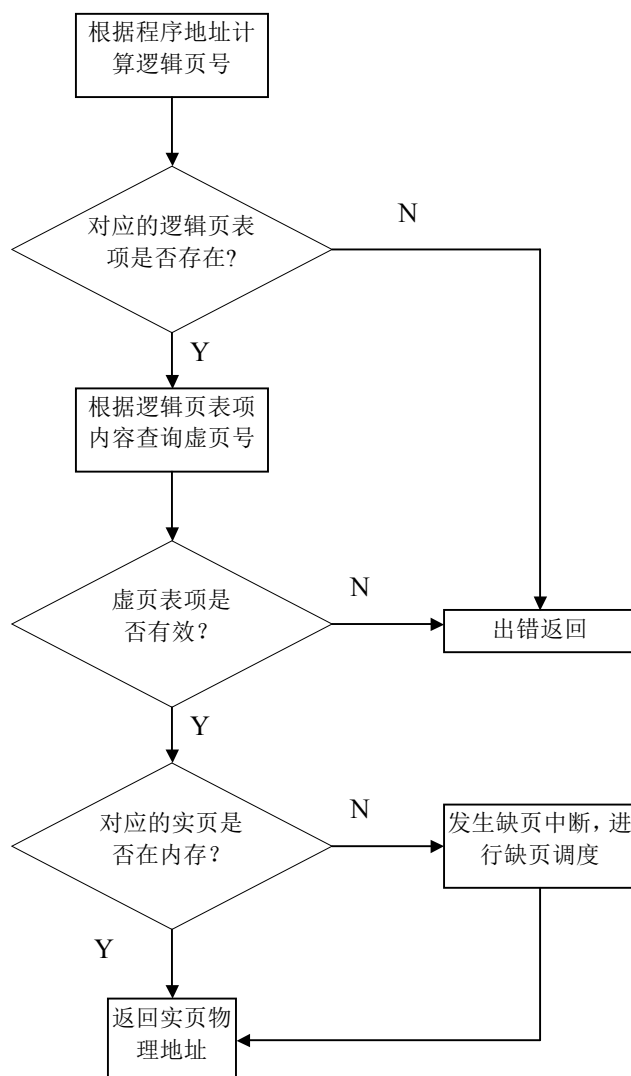 根据程序地址计
算逻辑页号
对应的逻辑页表
项是否存在?
N
Y
根据逻辑页表项
内容查询虚页号
虚页表项是
否有效？
N
出错返回
Y
对应的实页是
否在内存？
N
发生缺页中断，进
行缺页调度
Y
返回实页物
理地址